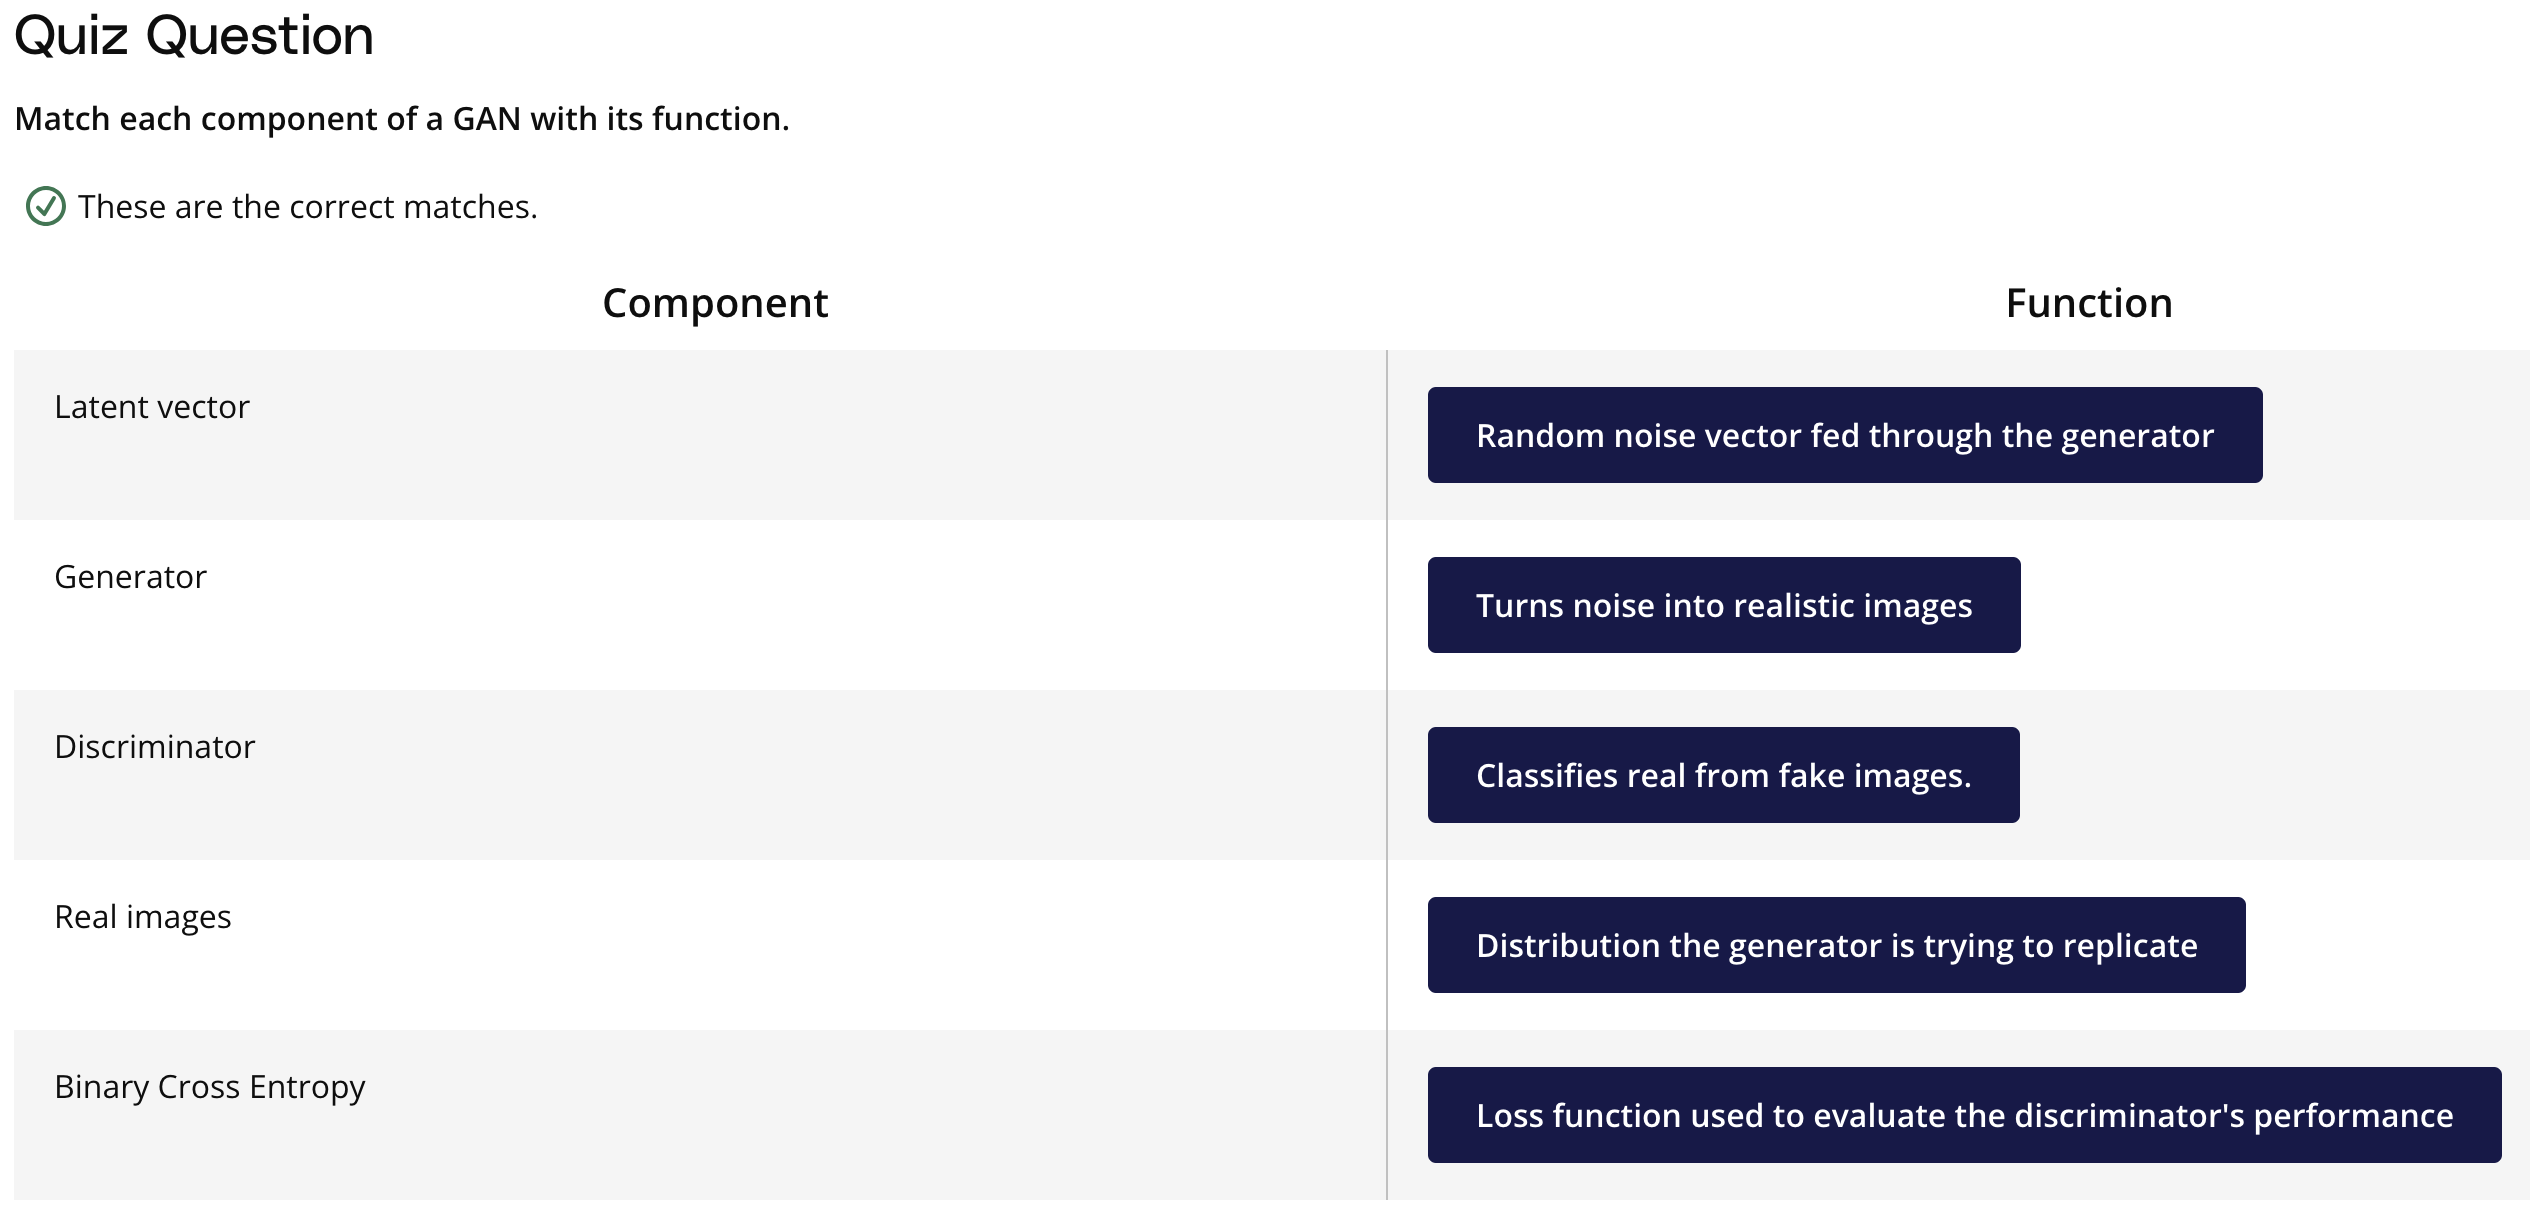 Quiz Question
Match each component of a GAN with its function.
These are the correct matches.
Component
Function
Latent vector
Random noise vector fed through the generator
Generator
Turns noise into realistic images
Discriminator
Classifies real from fake images.
Real images
Distribution the generator is trying to replicate
Binary Cross Entropy
Loss function used to evaluate the discriminator's performance